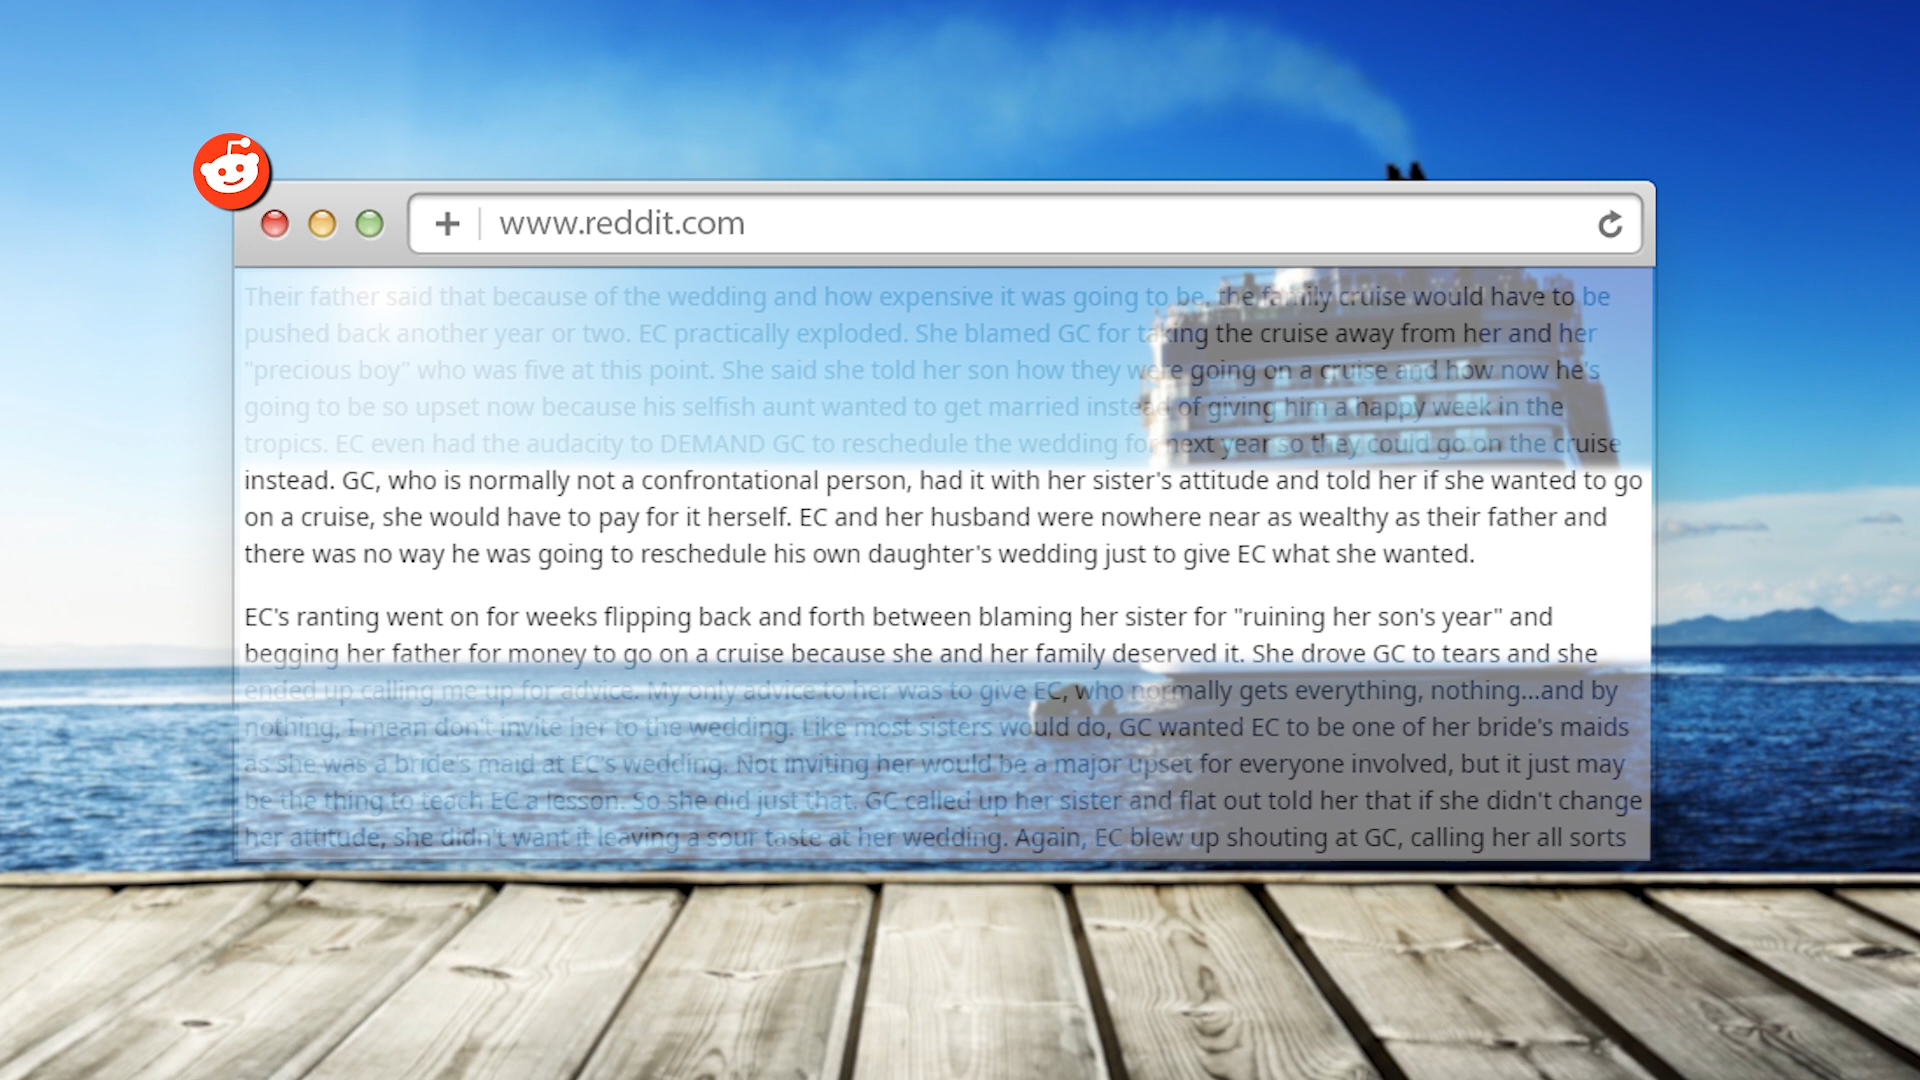 www.reddit.com
Their father said that because of the wedding and how expensive it was going to be, the family cruise would have to be
pushed back another year or two. EC practically exploded. She blamed GC for taking the cruise away from her and her
"precious boy" who was five at this point. She said she told her son how they were going on a cruise and how now he's
going to be so upset now because his selfish aunt wanted to get married instead of giving him a happy week in the
tropics. EC even had the audacity to DEMAND GC to reschedule the wedding for next year so they could go on the cruise
instead. GC, who is normally not a confrontational person, had it with her sister's attitude and told her if she wanted to go
on a cruise, she would have to pay for it herself. EC and her husband were nowhere near as wealthy as their father and
there was no way he was going to reschedule his own daughter's wedding just to give EC what she wanted.
EC's ranting went on for weeks flipping back and forth between blaming her sister for "ruining her son's year" and
begging her father for money to go on a cruise because she and her family deserved it. She drove GC to tears and she
ended up calling me up for advice. My only advice to her was to give EC, who normally gets everything, nothing...and by
nothing, I mean don't invite her to the wedding. Like most sisters would do, GC wanted EC to be one of her bride's maids
as she was a bride's maid at EC's wedding. Not inviting her would be a major upset for everyone involved, but it just may
be the thing to teach EC a lesson. So she did just that. GC called up her sister and flat out told her that if she didn't change
her attitude, she didn't want it leaving a sour taste at her wedding. Again, EC blew up shouting at GC, calling her all sorts